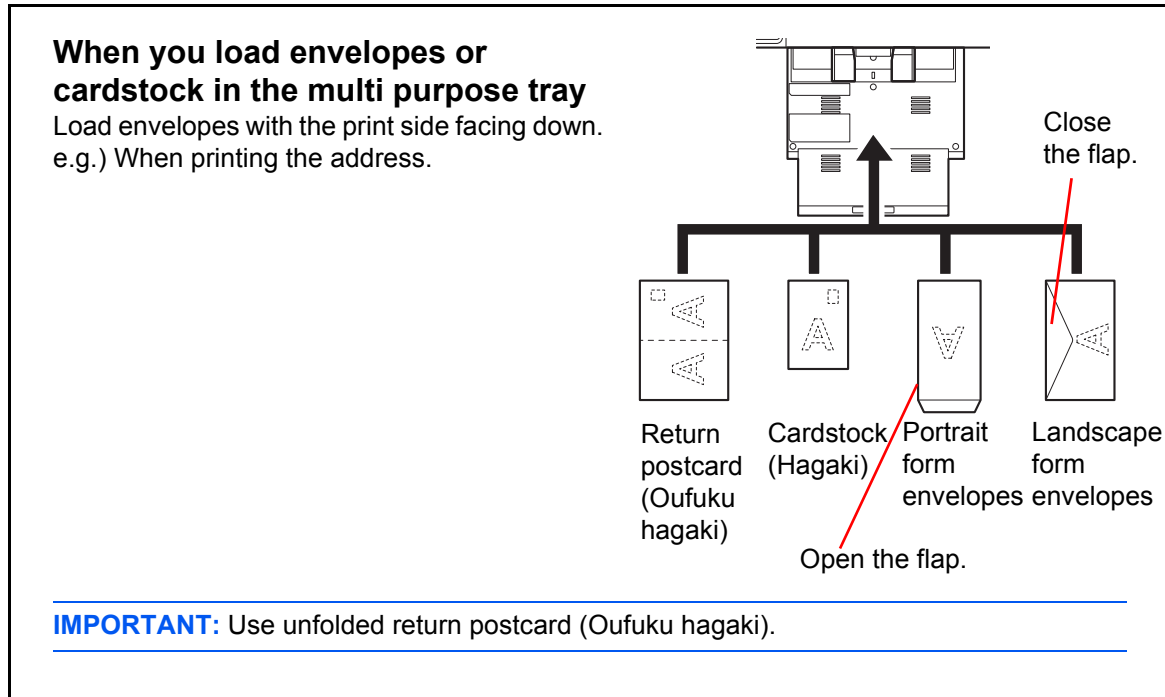 When you load envelopes or
cardstock in the multi purpose tray
Load envelopes with the print side facing down.
e.g.) When printing the address.
Close
the flap.
A
A
A
A
A
Return
postcard
(Oufuku
hagaki)
Cardstock
(Hagaki)
Portrait
form
envelopes
Landscape
form
envelopes
Open the flap.
IMPORTANT: Use unfolded return postcard (Oufuku hagaki).